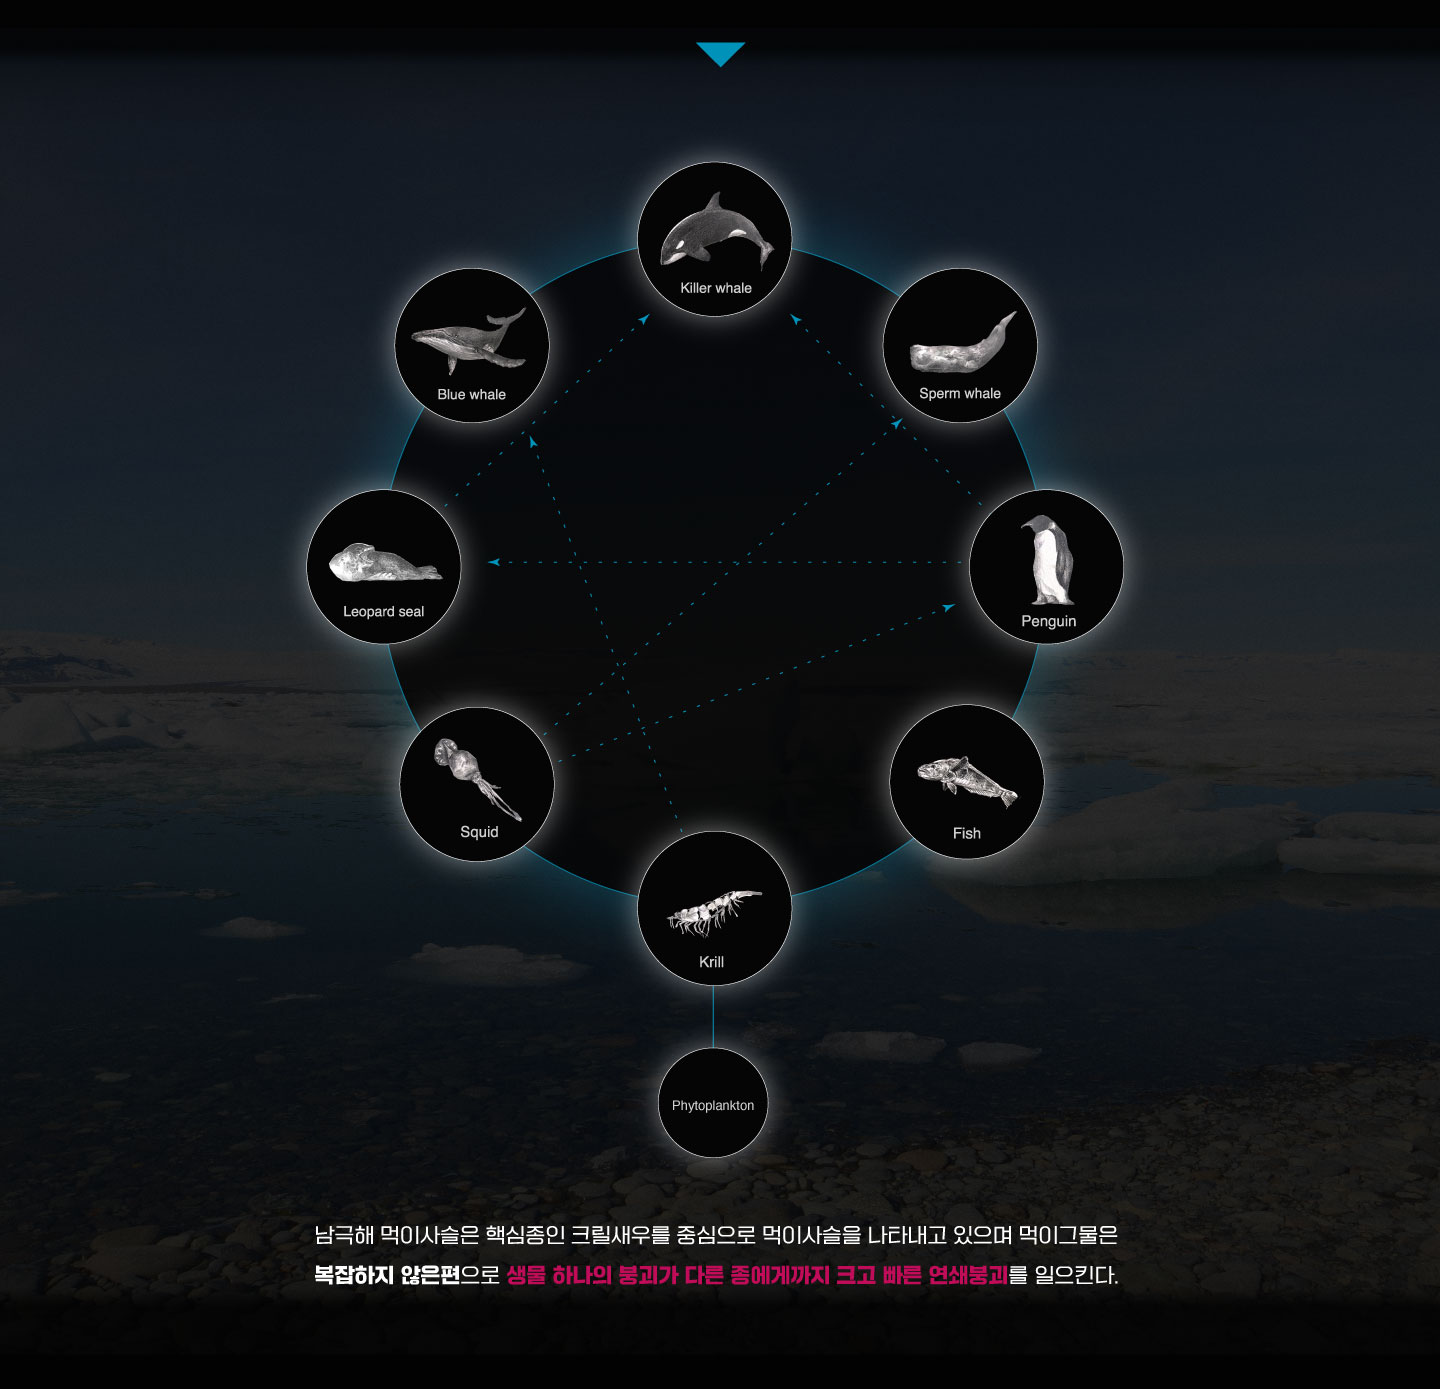 Killer whale
Blue whale
Sperm whale
Leopard seal
Penguin
Squid
Fish
Krill
Phytoplankton
남극해 먹이사슬은 핵심종인 크릴새우를 중심으로 먹이사슬을 나타내고 있으며 먹이그물은
복잡하지 않은편으로 생물 하나의 붕괴가 다른 종에게까지 크고 빠른 연쇄붕괴를 일으킨다.